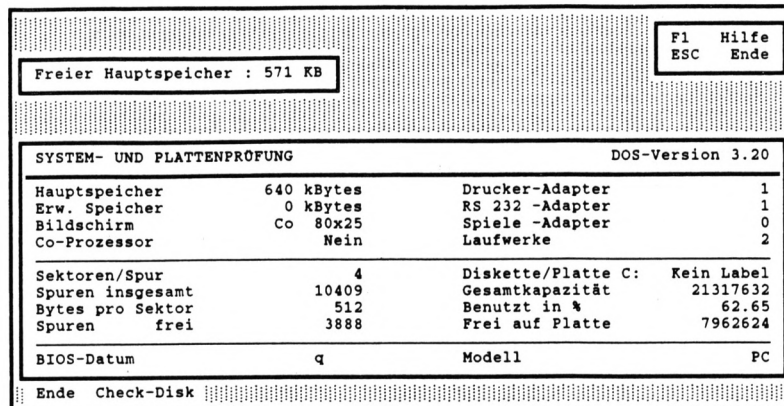 F1 Hilfe
ESC Ende
Freier Hauptspeicher : 571 KB
SYSTEM- UND PLATTENPRÜFUNG DOS-Version 3.20
Hauptspeicher 640 kBytes Drucker-Adapter 1
Erw. Speicher 0 kBytes RS 232 -Adapter 1
Bildschirm Co 80x25 Spiele -Adapter 0
Co-Prozessor Nein Laufwerke 2
Sektoren/Spur 4 Diskette/Platte C: Kein Label
Spuren insgesamt 10409 Gesamtkapazität 21317632
Bytes pro Sektor 512 Benutzt in % 62.65
Spuren frei 3888 Frei auf Platte 7962624
BIOS-Datum q Modell PC
Ende Check-Disk